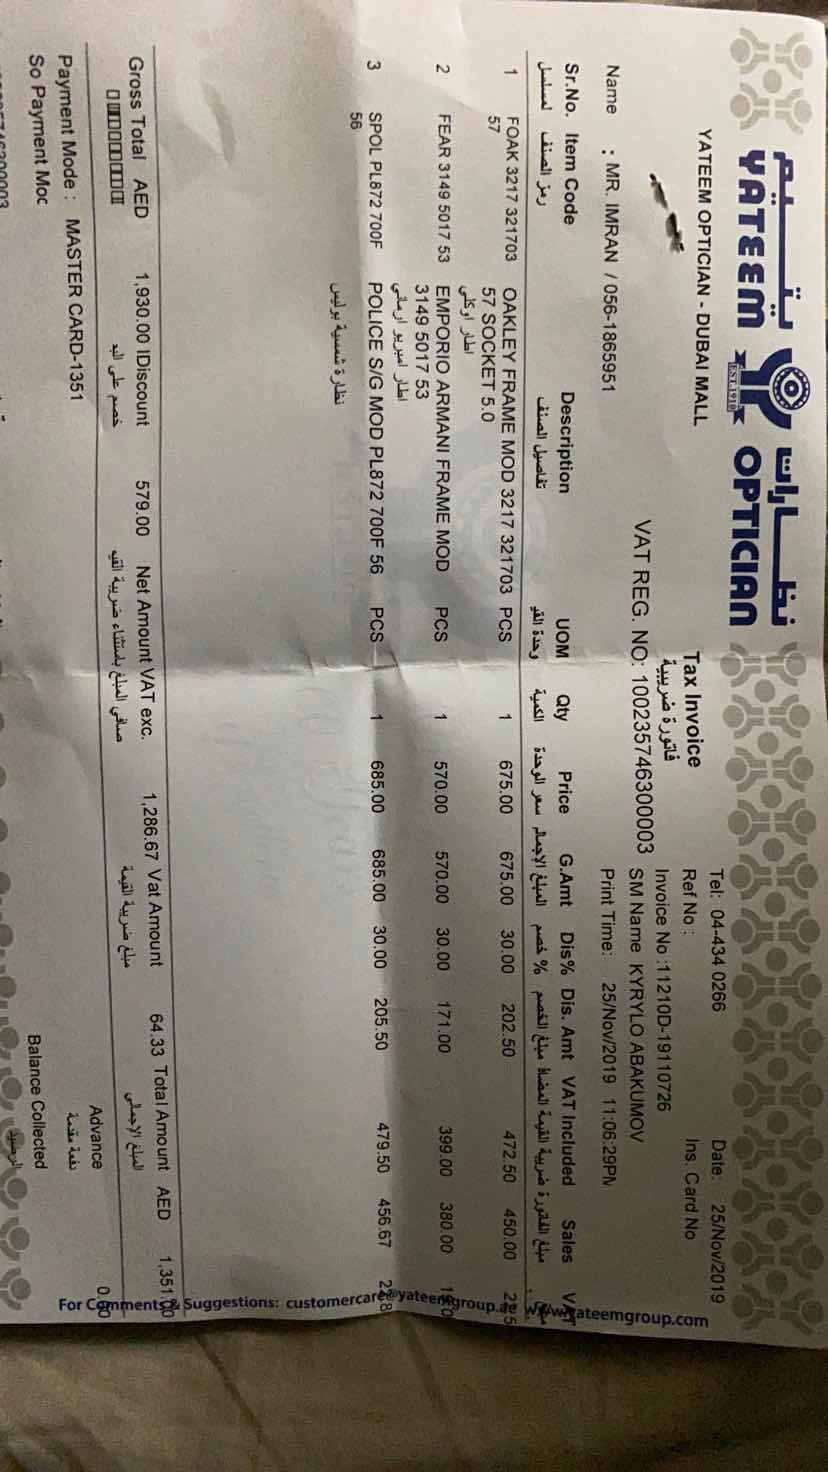 يتيم نظارات
YATEEM OPTICIAN
EST.1910
YATEEM OPTICIAN - DUBAI MALL
Tax Invoice
فاتورة ضريبية
VAT REG. NO: 100235746300003
Tel: 04-434 0266 Date: 25/Nov/2019
Ref No : Ins. Card No
Invoice No :11210D-19110726
SM Name KYRYLO ABAKUMOV
Print Time: 25/Nov/2019 11:06:29PM
Name : MR. IMRAN / 056-1865951
Sr.No. Item Code Description UOM Qty Price G.Amt Dis% Dis. Amt VAT Included Sales VAT
لمسلسل رمز الصنف تفاصيل الصنف وحدة القي الكمية سعر الوحدة المبلغ الإجمالي خصم % مبلغ الخصم ضريبة القيمة المضاف مبلغ الفاتورة
1 FOAK 3217 321703 OAKLEY FRAME MOD 3217 321703 PCS 1 675.00 675.00 30.00 202.50 472.50 450.00
57 57 SOCKET 5.0
اطار اوكلي
2 FEAR 3149 5017 53 EMPORIO ARMANI FRAME MOD PCS 1 570.00 570.00 30.00 171.00 399.00 380.00
3149 5017 53
اطار امبريو ارماني
3 SPOL PL872 700F POLICE S/G MOD PL872 700F 56 PCS 1 685.00 685.00 30.00 205.50 479.50 456.67
56
نظارة شمسية بوليس
Gross Total AED 1,930.00 IDiscount 579.00 Net Amount VAT exc. 1,286.67 Vat Amount 64.33 Total Amount AED 1,351.00
خصم على الب صافي المبلغ باستثناء ضريبة القيم مبلغ ضريبة القيمة المبلغ الإجمالي
Advance 0.00
دفعة مقدمة
Payment Mode : MASTER CARD-1351
So Payment Moc
Balance Collected
الرصيد
For Comments & Suggestions: customercare@yateemgroup.ae www.yateemgroup.com